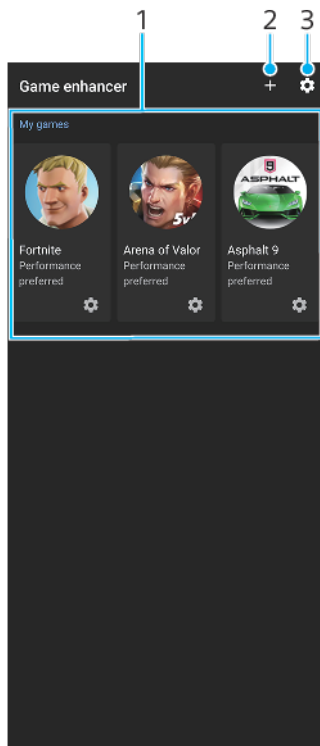 1 2 3
Game enhancer +
My games
5v5
9
ASPHALT
Fortnite Arena of Valor Asphalt 9
Performance Performance Performance
preferred preferred preferred